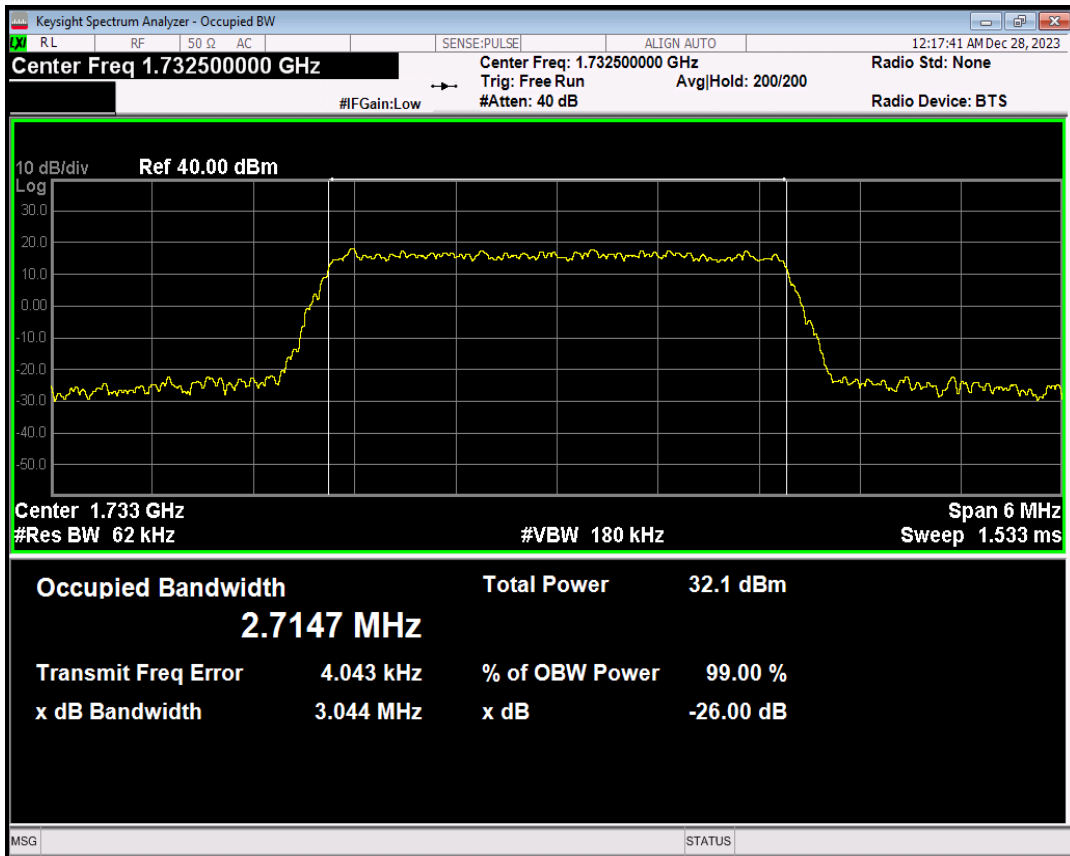 Keysight Spectrum Analyzer - Occupied BW
LXI RL RF 50 Ω AC SENSE:PULSE ALIGN AUTO 12:17:41 AM Dec 28, 2023
Center Freq 1.732500000 GHz
Center Freq: 1.732500000 GHz Radio Std: None
Trig: Free Run Avg|Hold: 200/200
#IFGain:Low #Atten: 40 dB Radio Device: BTS
10 dB/div Ref 40.00 dBm
Log
30.0
20.0
10.0
0.00
-10.0
-20.0
-30.0
-40.0
-50.0
Center 1.733 GHz Span 6 MHz
#Res BW 62 kHz #VBW 180 kHz Sweep 1.533 ms
Occupied Bandwidth Total Power 32.1 dBm
2.7147 MHz
Transmit Freq Error 4.043 kHz % of OBW Power 99.00 %
x dB Bandwidth 3.044 MHz x dB -26.00 dB
MSG STATUS